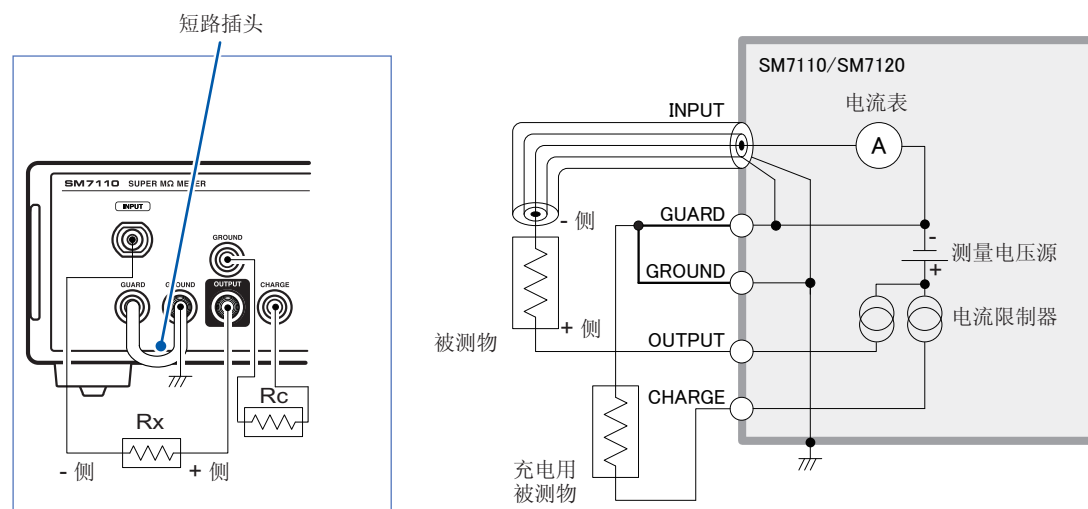 短路插头
SM7110 SUPER MΩ METER
INPUT
GROUND
GUARD GROUND OUTPUT CHARGE
Rc
Rx
- 侧 + 侧
SM7110/SM7120
电流表
INPUT
A
- 侧
GUARD
-
测量电压源
+
GROUND
电流限制器
+ 侧
被测物
OUTPUT
CHARGE
充电用
被测物